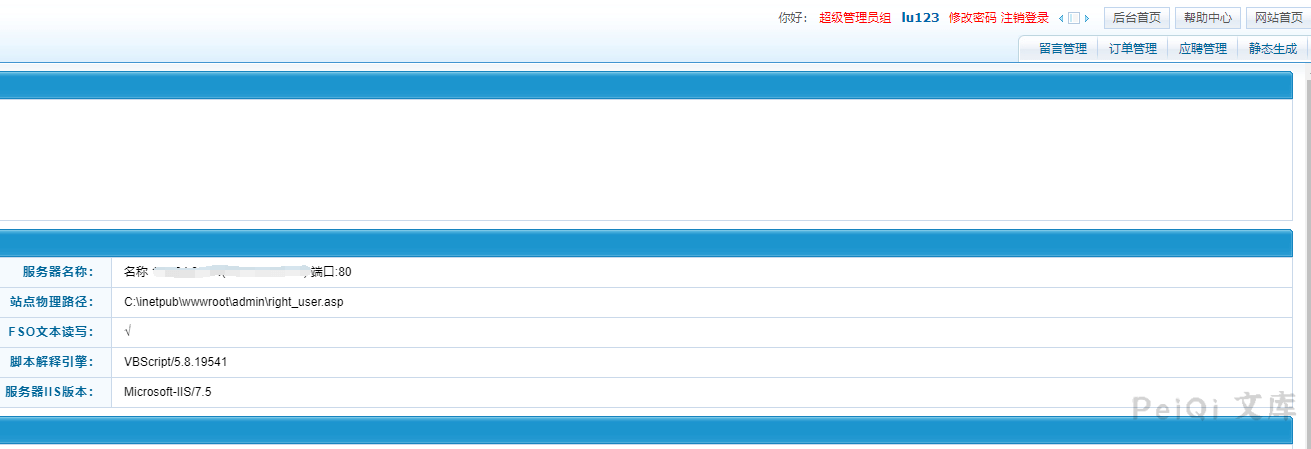 你好： 超级管理员组 lu123 修改密码 注销登录 后台首页 帮助中心 网站首页
留言管理 订单管理 应聘管理 静态生成
服务器名称： 名称 端口:80
站点物理路径： C:\inetpub\wwwroot\admin\right_user.asp
FSO文本读写： √
脚本解释引擎： VBScript/5.8.19541
服务器IIS版本： Microsoft-IIS/7.5
PeiQi 文库